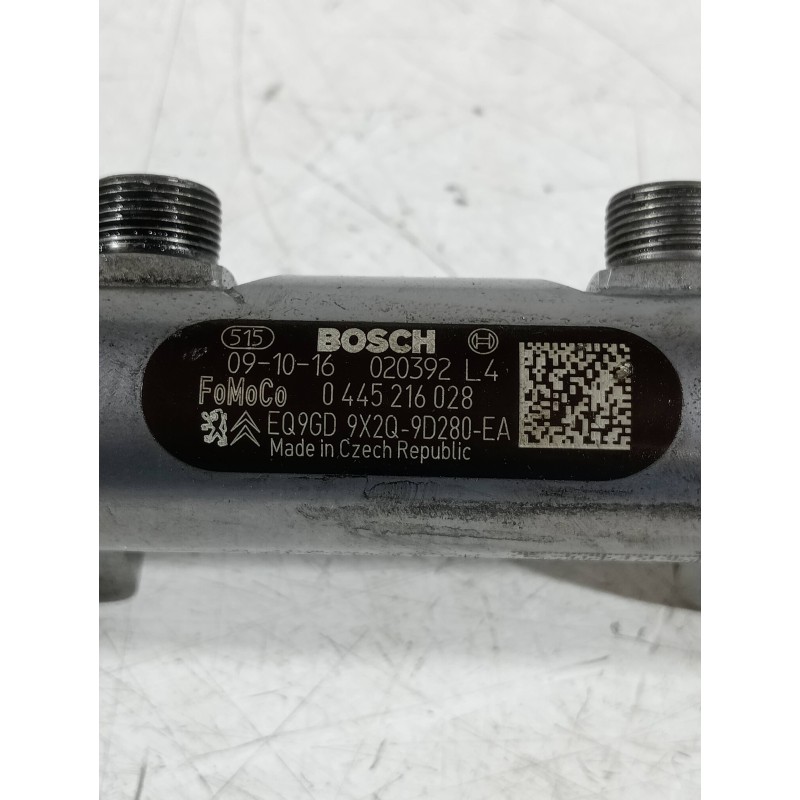 515 BOSCH
09-10-16 020392 L4
FoMoCo 0 445 216 028
EQ9GD 9X2Q-9D280-EA
Made in Czech Republic